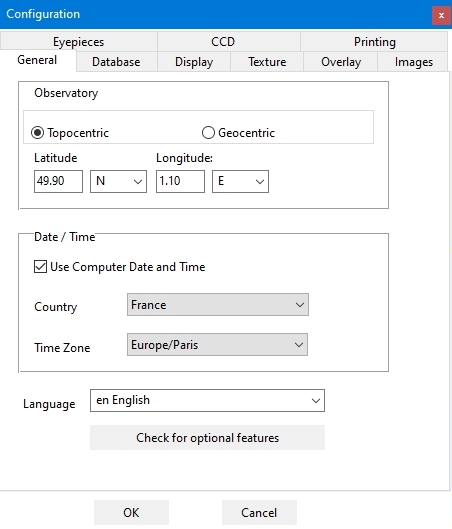 Configuration x
Eyepieces CCD Printing
General Database Display Texture Overlay Images
Observatory
Topocentric Geocentric
Latitude Longitude:
49.90 N 1.10 E
Date / Time
Use Computer Date and Time
Country France
Time Zone Europe/Paris
Language en English
Check for optional features
OK Cancel